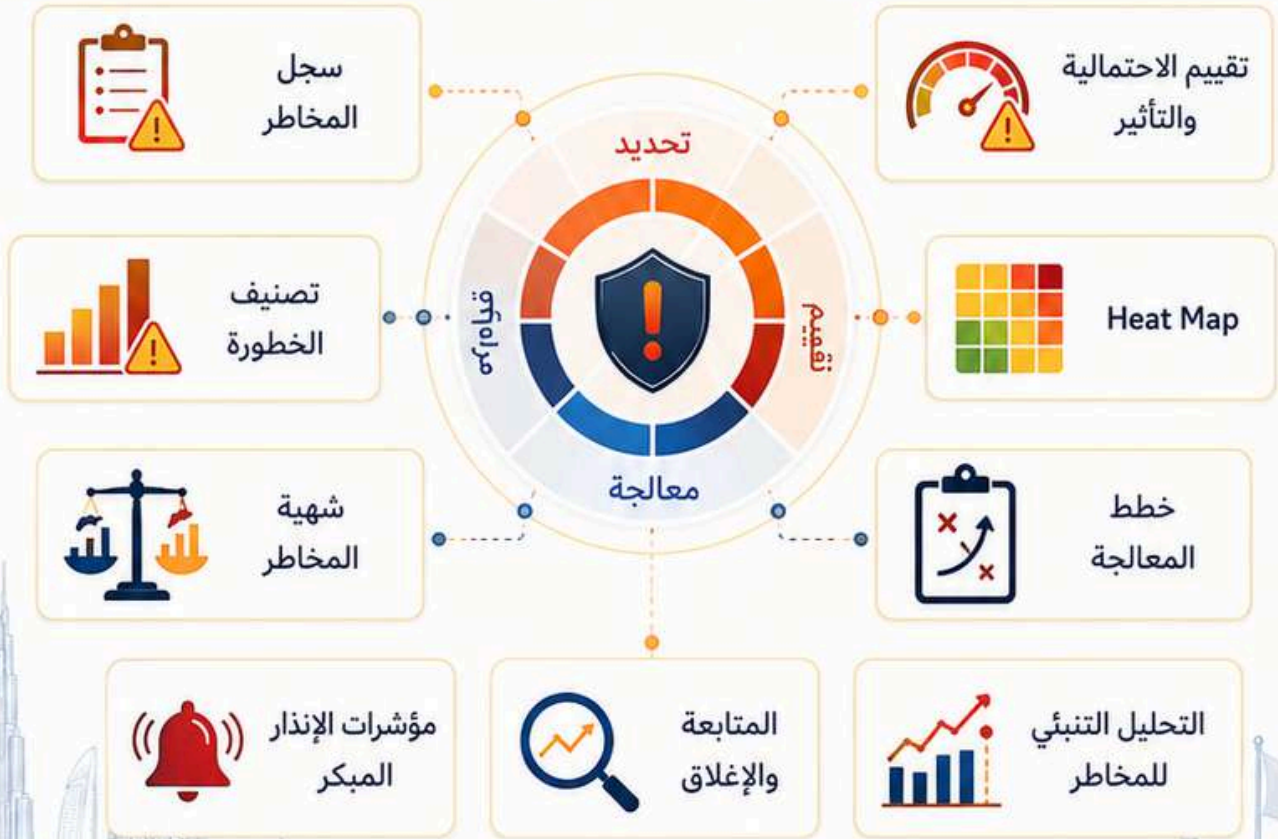 تقييم الاحتمالية
والتأثير
سجل
المخاطر
تحديد
تقييم
معالجة
Heat Map
تصنيف
الخطورة
خطط
المعالجة
شهية
المخاطر
التحليل التنبئي
للمخاطر
المتابعة
والإغلاق
مؤشرات الإنذار
المبكر